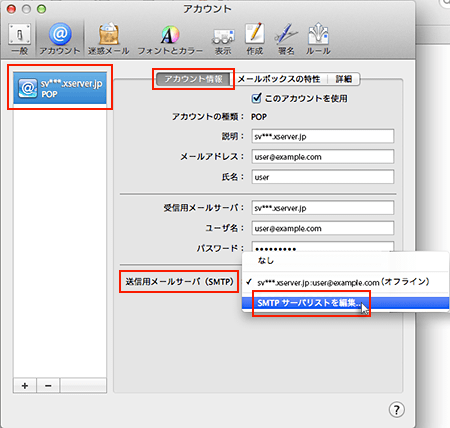 アカウント
一般 アカウント 迷惑メール フォントとカラー 表示 作成 署名 ルール
sv***.xserver.jp
POP
アカウント情報 メールボックスの特性 詳細
このアカウントを使用
アカウントの種類： POP
説明： sv***.xserver.jp
メールアドレス： user@example.com
氏名： user
受信用メールサーバ： sv***.xserver.jp
ユーザ名： user@example.com
パスワード： •••••••••
なし
送信用メールサーバ（SMTP） ✓ sv***.xserver.jp:user@example.com (オフライン)
SMTP サーバリストを編集...
+ − ?